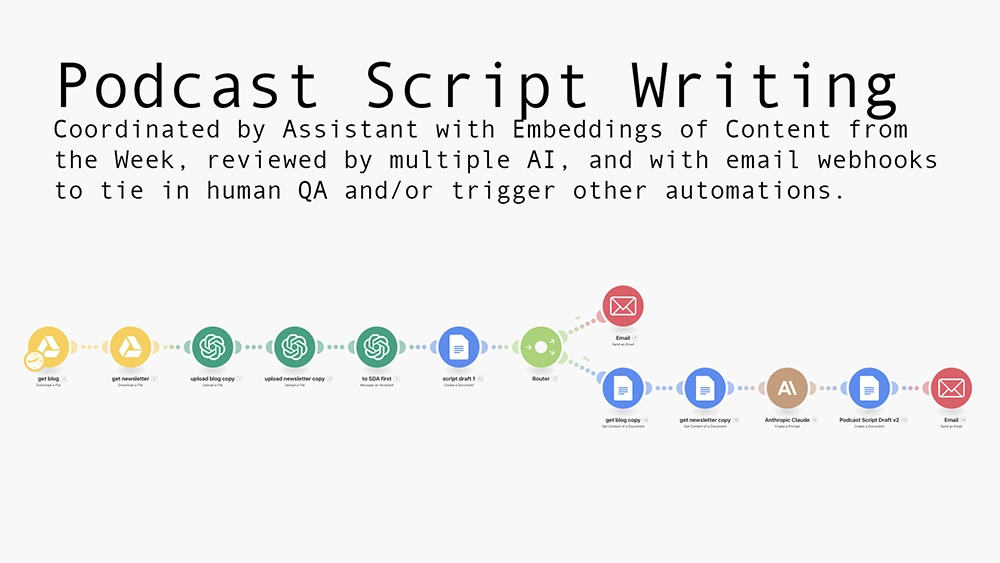 Podcast Script Writing
Coordinated by Assistant with Embeddings of Content from
the Week, reviewed by multiple AI, and with email webhooks
to tie in human QA and/or trigger other automations.
Email
Send an Email
get blog
Download a File
get newsletter
Download a File
upload blog copy
Upload a File
upload newsletter copy
Upload a File
to SDA first
Message an Assistant
script draft 1
Create a Document
Router
get blog copy
Get Content of a Document
get newsletter copy
Get Content of a Document
Anthropic Claude
Create a Prompt
Podcast Script Draft v2
Create a Document
Email
Send an Email